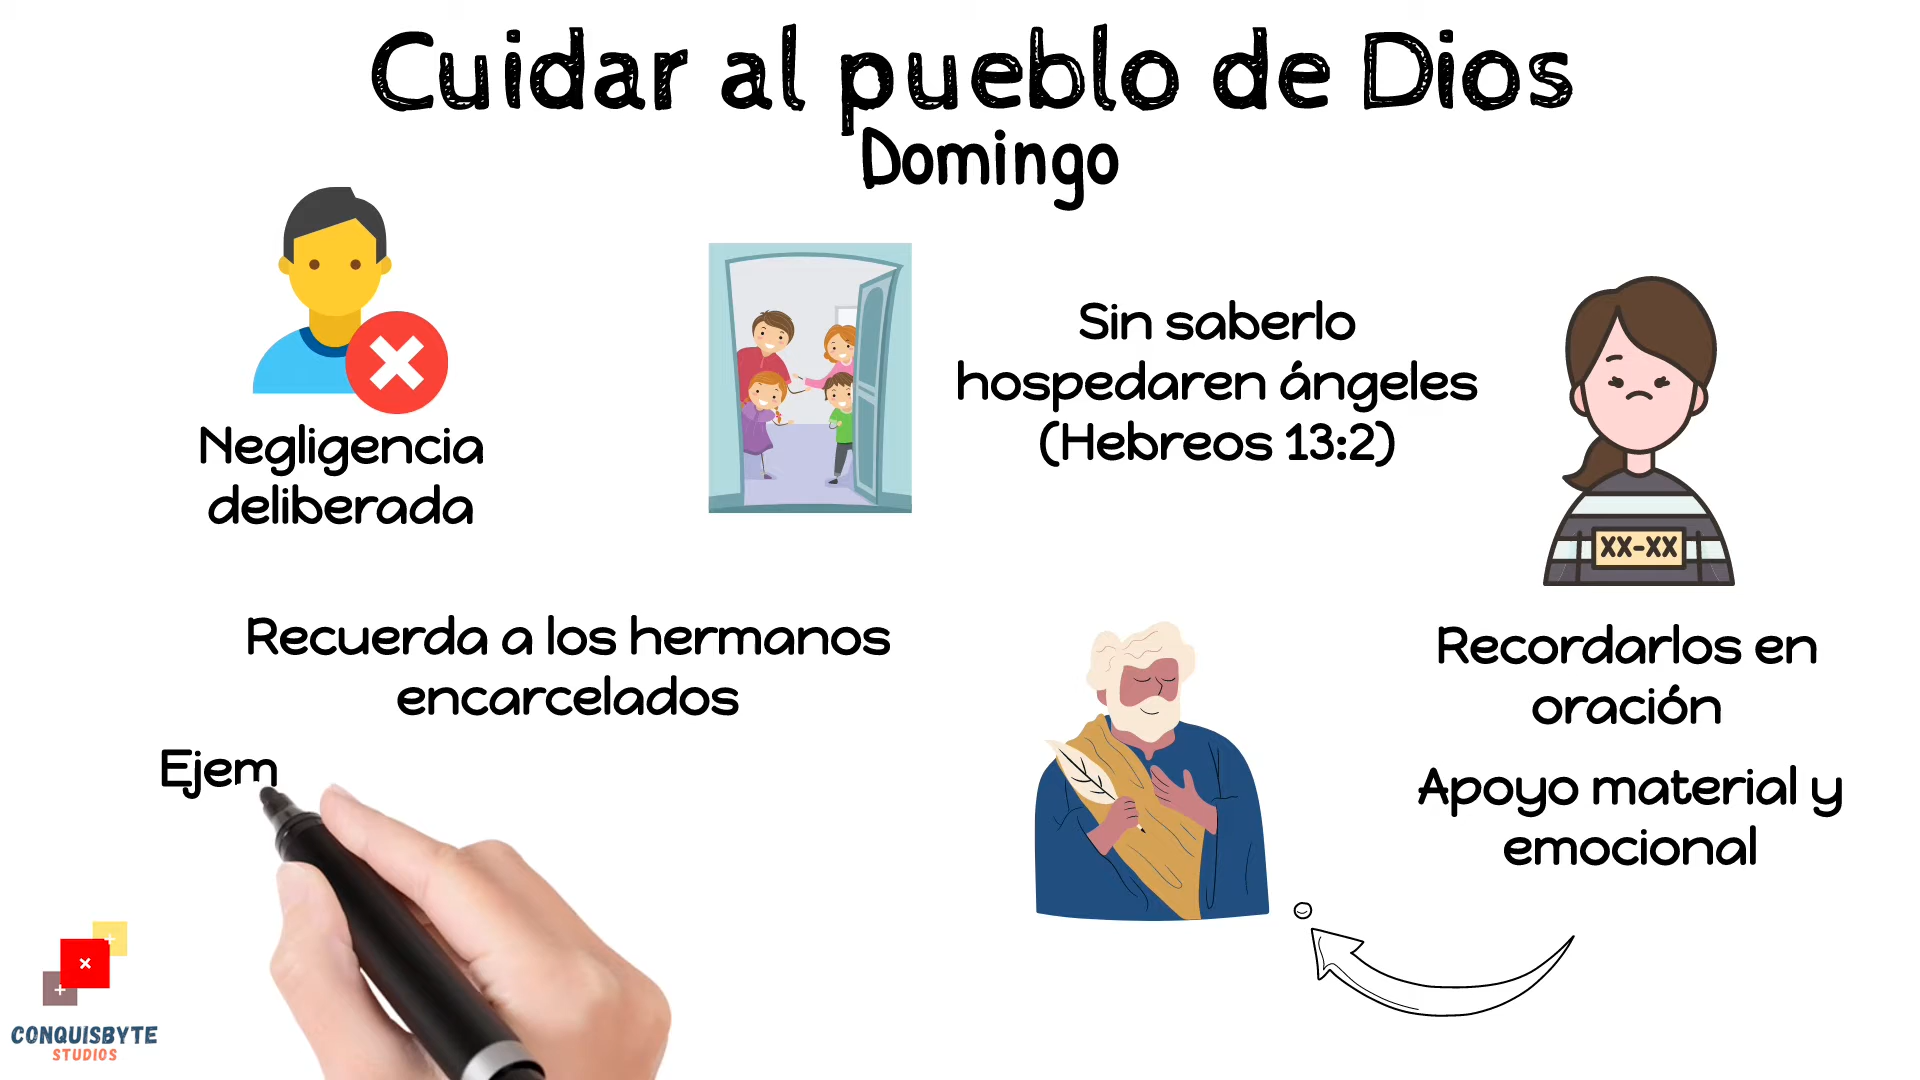 Cuidar al pueblo de Dios
Domingo
Negligencia
deliberada
Sin saberlo
hospedaren ángeles
(Hebreos 13:2)
XX-XX
Recuerda a los hermanos
encarcelados
Ejem
Recordarlos en
oración
Apoyo material y
emocional
CONQUISBYTE
STUDIOS